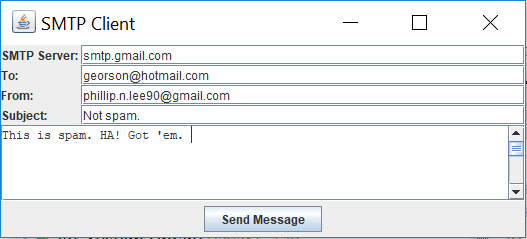 SMTP Client
SMTP Server: smtp.gmail.com
To: georson@hotmail.com
From: phillip.n.lee90@gmail.com
Subject: Not spam.
This is spam. HA! Got 'em.
Send Message